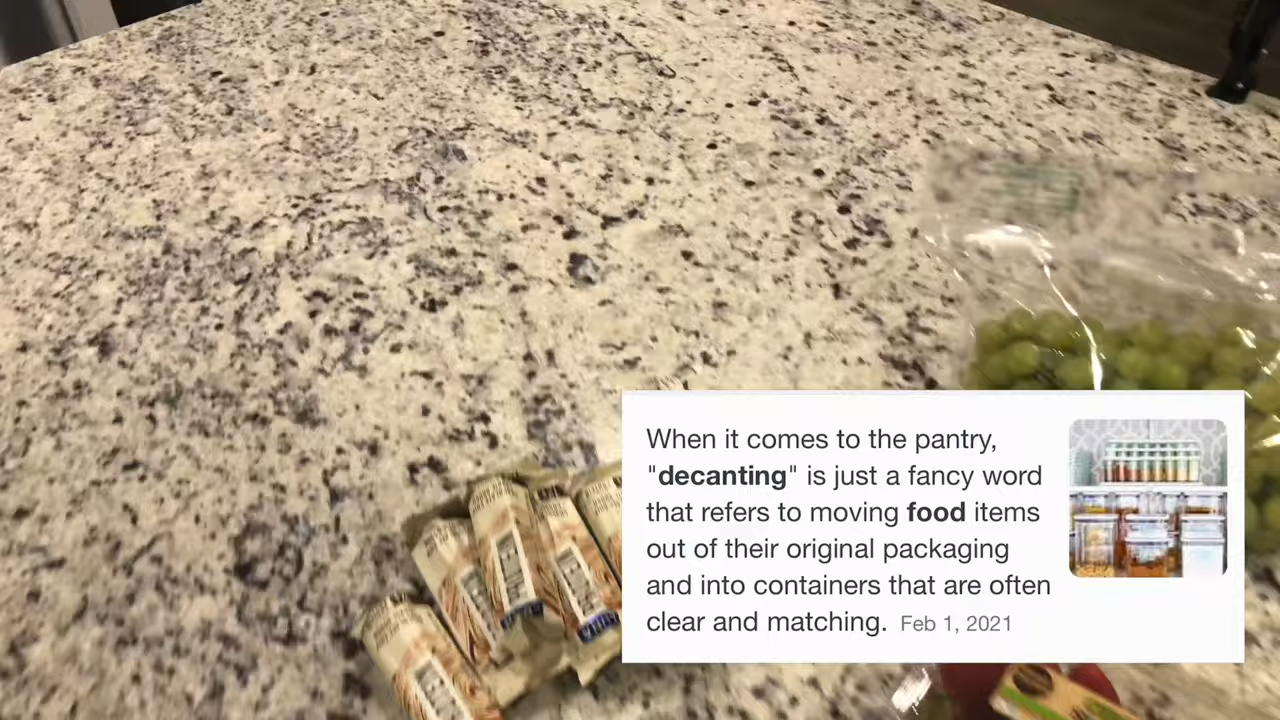 When it comes to the pantry,
"decanting" is just a fancy word
that refers to moving food items
out of their original packaging
and into containers that are often
clear and matching. Feb 1, 2021